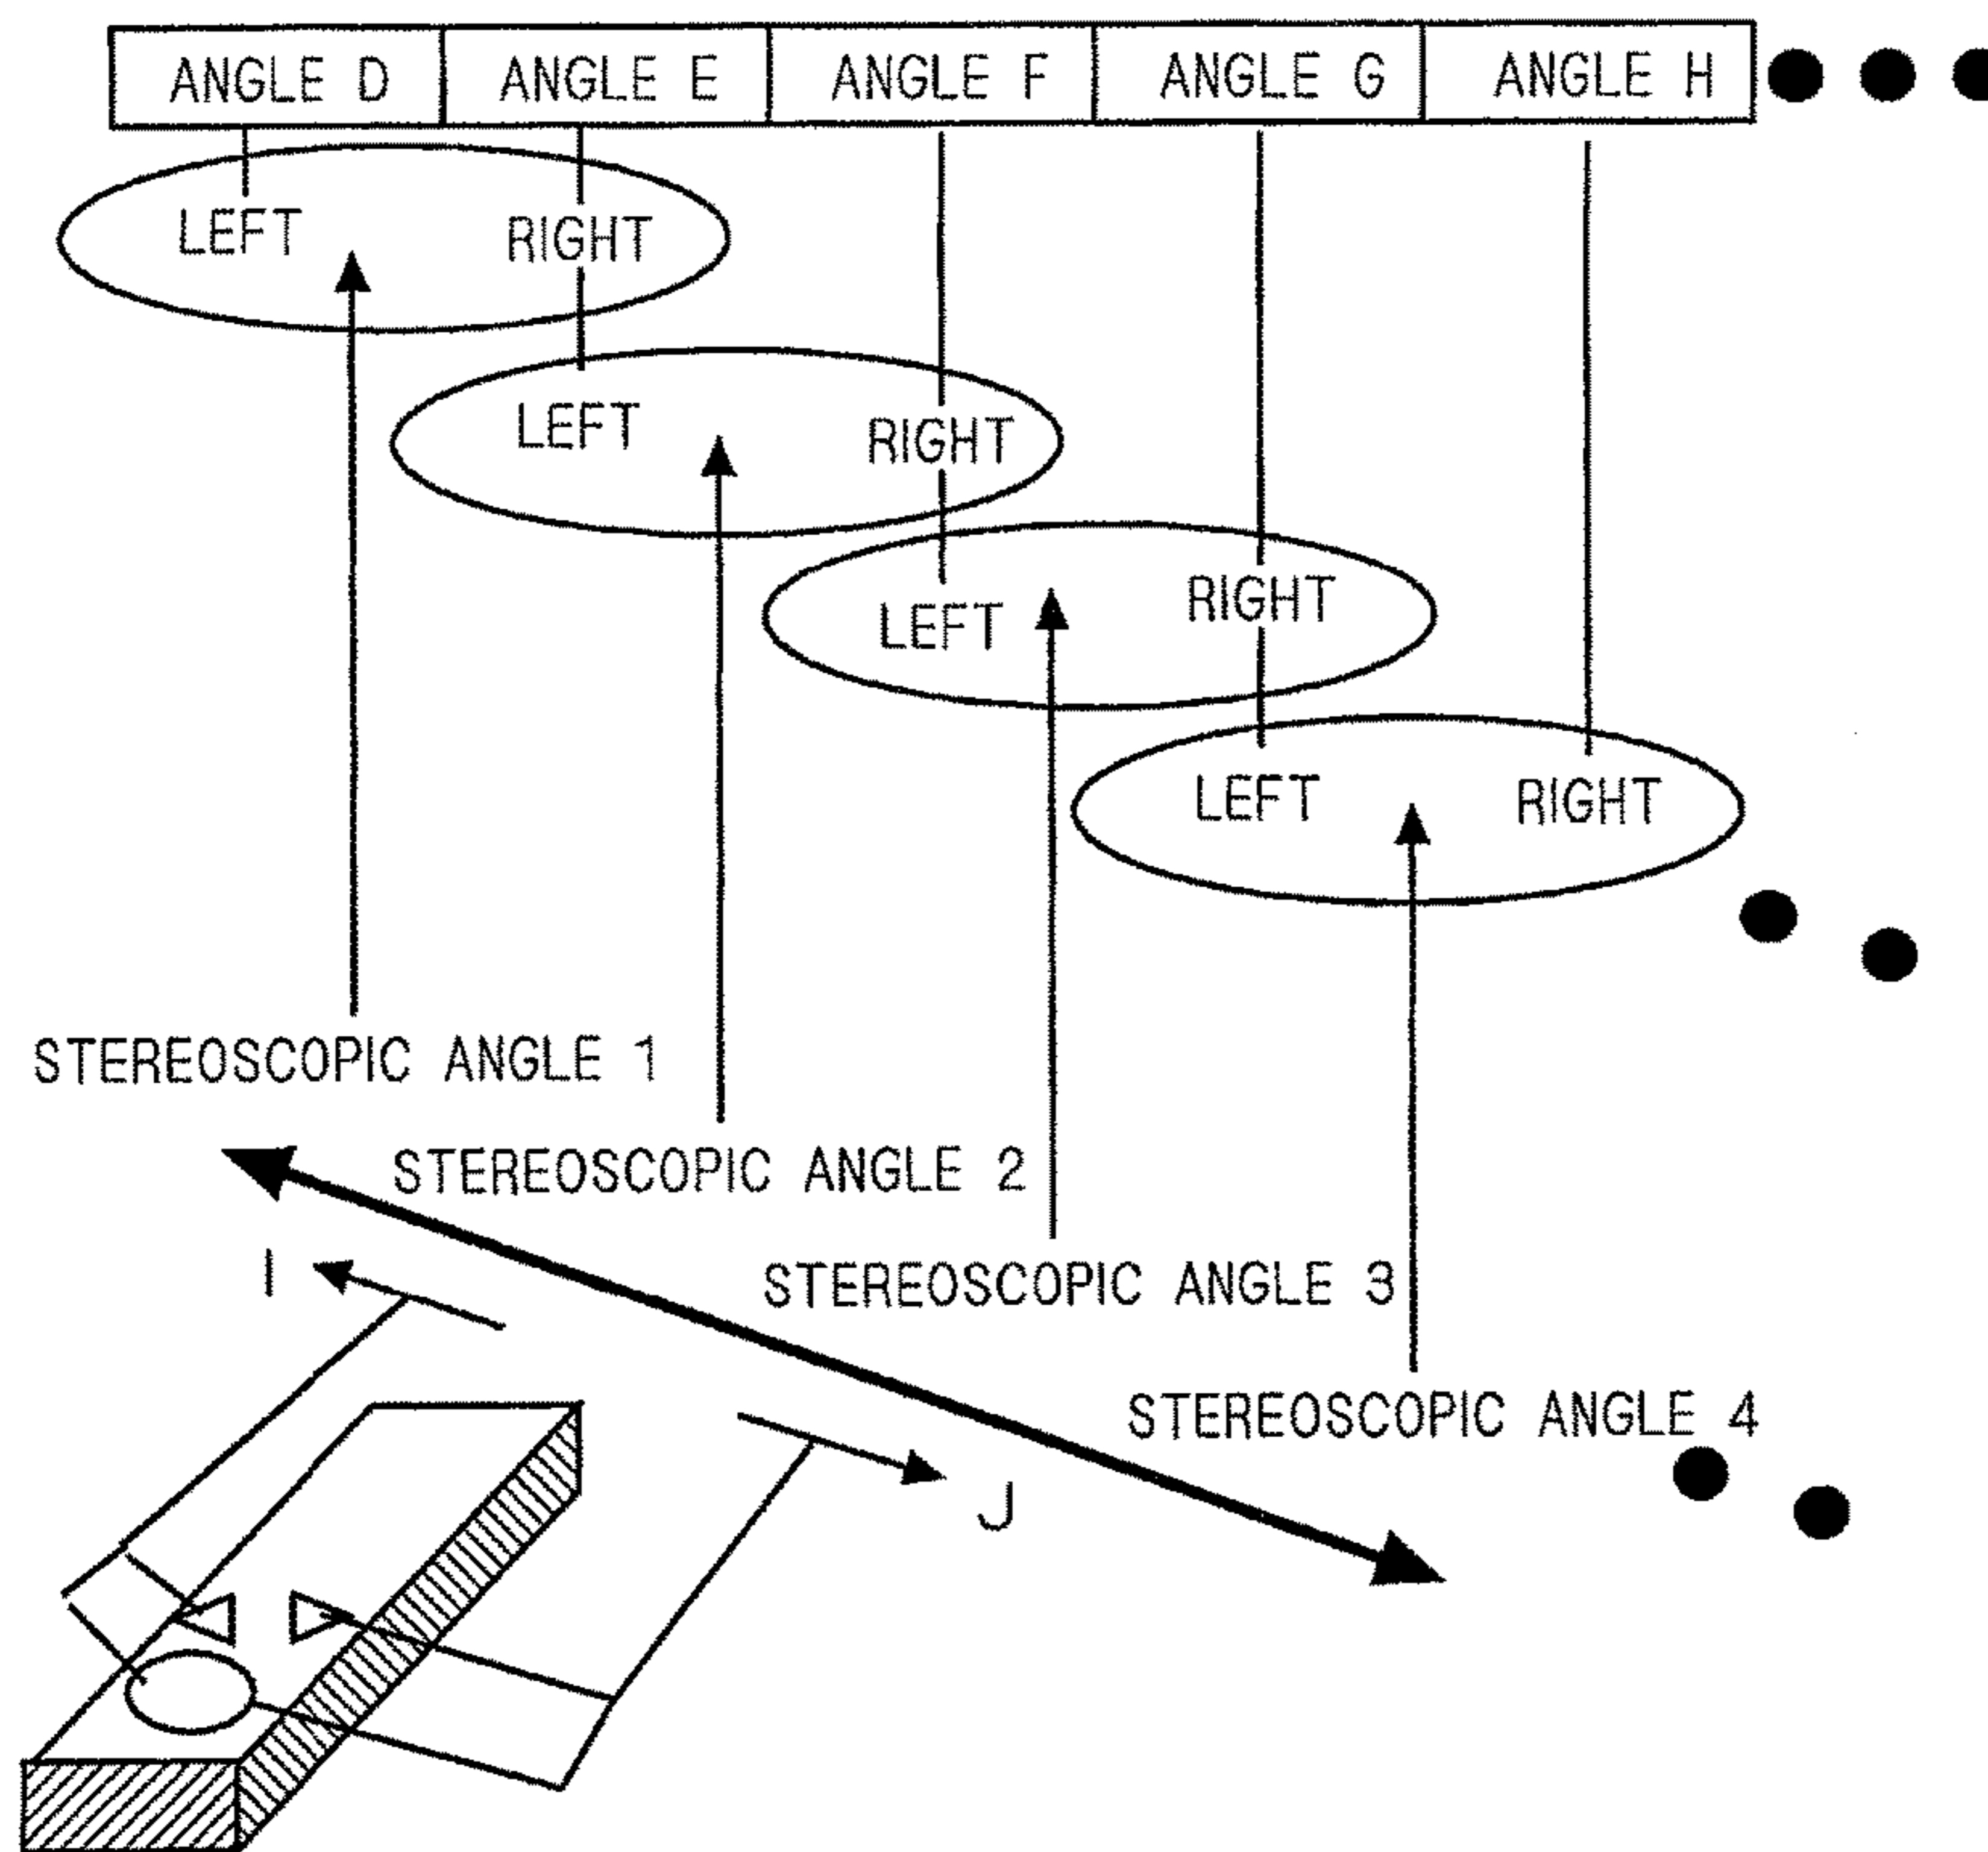 ANGLE D ANGLE E ANGLE F ANGLE G ANGLE H
LEFT RIGHT
LEFT RIGHT
LEFT RIGHT
LEFT RIGHT
STEREOSCOPIC ANGLE 1
STEREOSCOPIC ANGLE 2
STEREOSCOPIC ANGLE 3
STEREOSCOPIC ANGLE 4
I
J